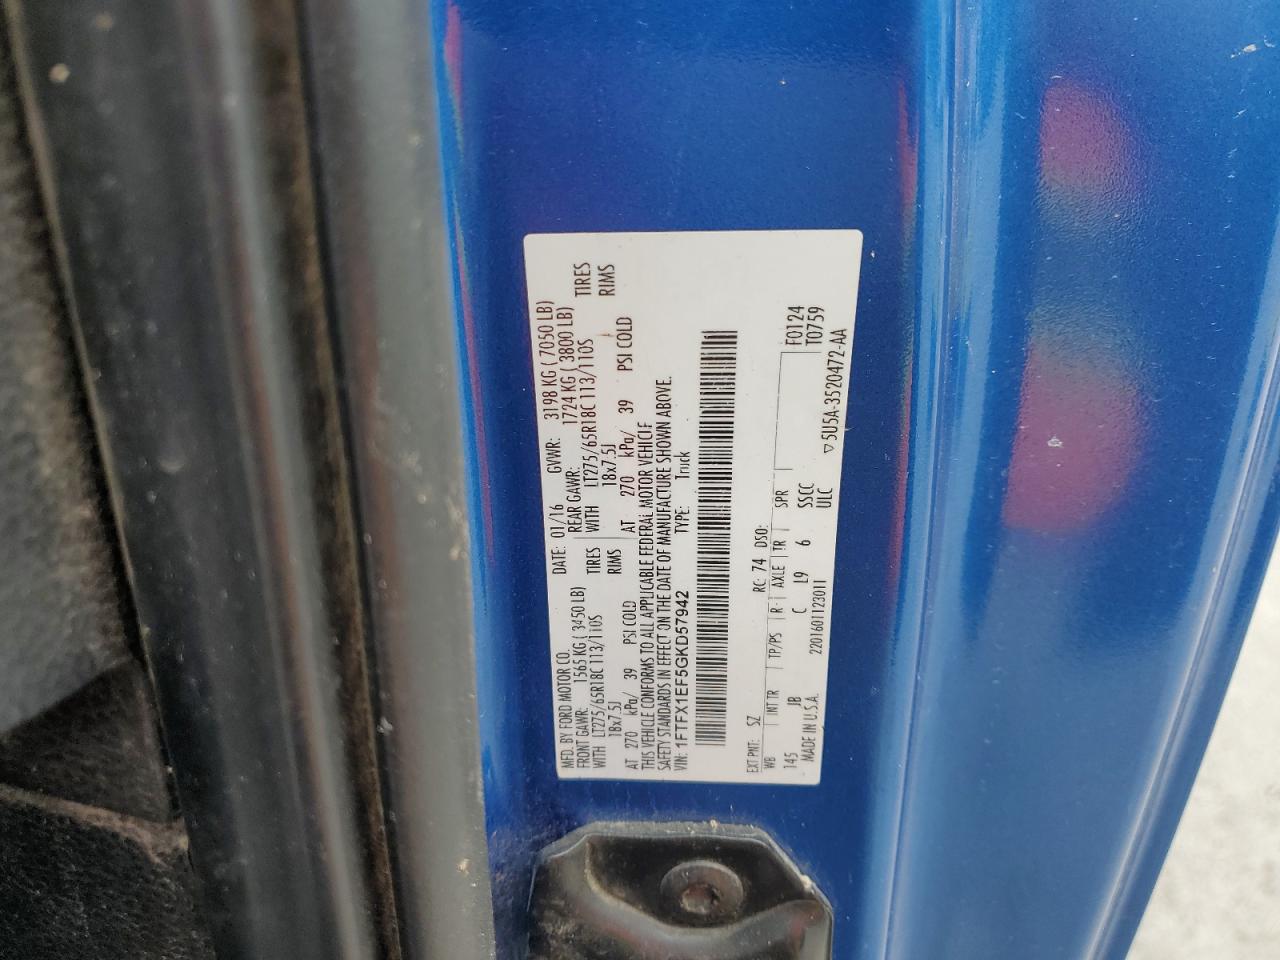 MFD. BY FORD MOTOR CO. DATE: 01/16 GVWR: 3198 KG ( 7050 LB)
FRONT GAWR: 1565 KG ( 3450 LB) REAR GAWR: 1724 KG ( 3800 LB)
WITH LT275/65R18C 113/110S TIRES WITH LT275/65R18C 113/110S TIRES
18x7.5J RIMS 18x7.5J RIMS
AT 270 kPa/ 39 PSI COLD AT 270 kPa/ 39 PSI COLD
THIS VEHICLE CONFORMS TO ALL APPLICABLE FEDERAL MOTOR VEHICLE
SAFETY STANDARDS IN EFFECT ON THE DATE OF MANUFACTURE SHOWN ABOVE.
VIN: 1FTFX1EF5GKD57942 TYPE: Truck
EXT PNT: SZ RC: 74 DSO:
WB INT TR TP/PS R AXLE TR SPR F0124
145 JB C L9 6 SSCC T0759
MADE IN U.S.A. 2201601123011 ULC ▽5U5A-3520472-AA